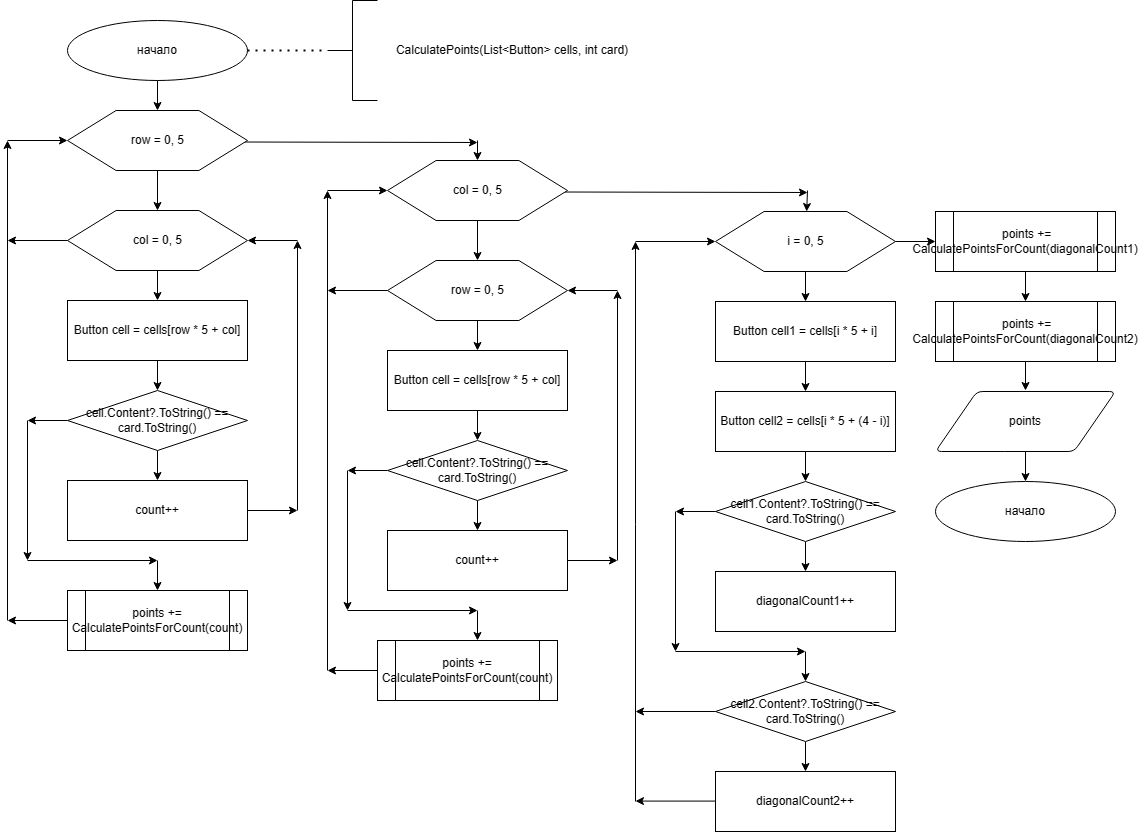 начало
CalculatePoints(List<Button> cells, int card)
row = 0, 5
col = 0, 5
Button cell = cells[row * 5 + col]
cell.Content?.ToString() ==
card.ToString()
count++
points +=
CalculatePointsForCount(count)
col = 0, 5
row = 0, 5
Button cell = cells[row * 5 + col]
cell.Content?.ToString() ==
card.ToString()
count++
points +=
CalculatePointsForCount(count)
i = 0, 5
Button cell1 = cells[i * 5 + i]
Button cell2 = cells[i * 5 + (4 - i)]
cell1.Content?.ToString() ==
card.ToString()
diagonalCount1++
cell2.Content?.ToString() ==
card.ToString()
diagonalCount2++
points +=
CalculatePointsForCount(diagonalCount1)
points +=
CalculatePointsForCount(diagonalCount2)
points
начало